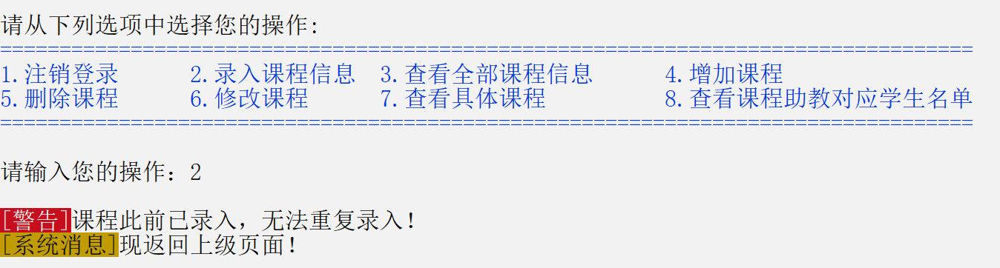 请从下列选项中选择您的操作:
==================================================================================
1.注销登录 2.录入课程信息 3.查看全部课程信息 4.增加课程
5.删除课程 6.修改课程 7.查看具体课程 8.查看课程助教对应学生名单
==================================================================================
请输入您的操作：2
[警告]课程此前已录入，无法重复录入！
[系统消息]现返回上级页面！